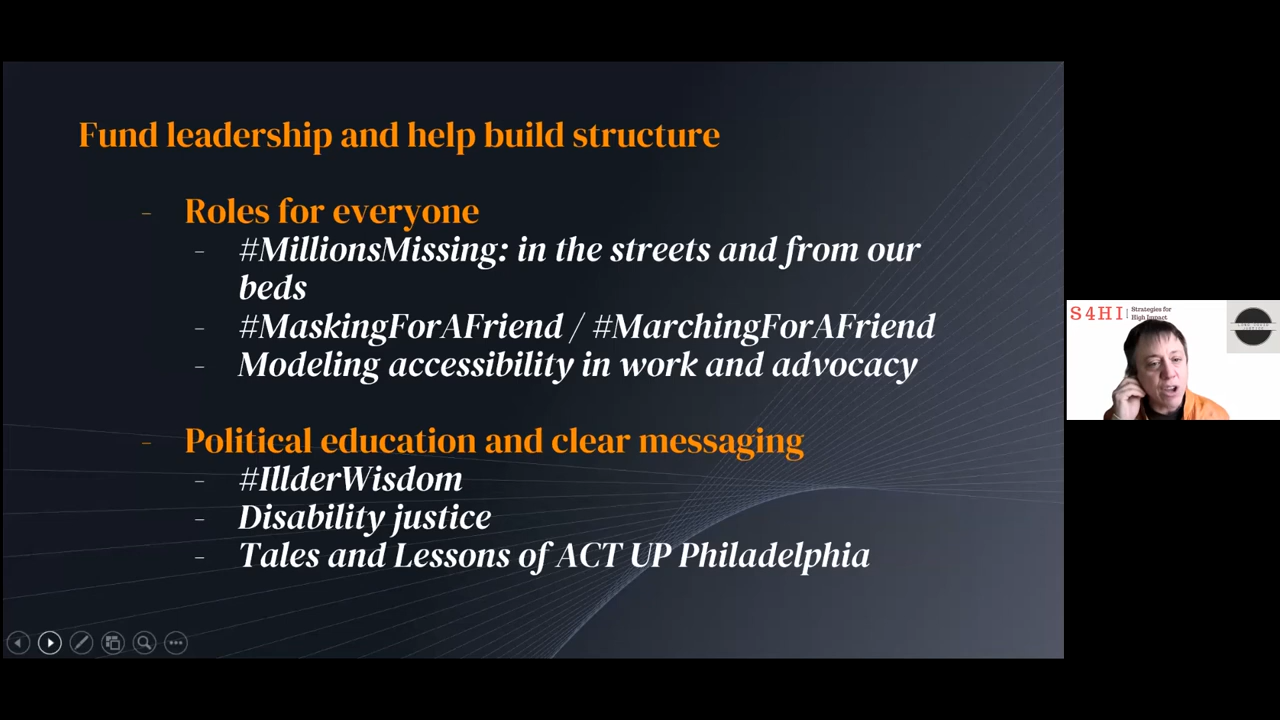 Fund leadership and help build structure
- Roles for everyone
- #MillionsMissing: in the streets and from our
beds
- #MaskingForAFriend / #MarchingForAFriend
- Modeling accessibility in work and advocacy
- Political education and clear messaging
- #IllderWisdom
- Disability justice
- Tales and Lessons of ACT UP Philadelphia
S4HI
Strategies for
High Impact